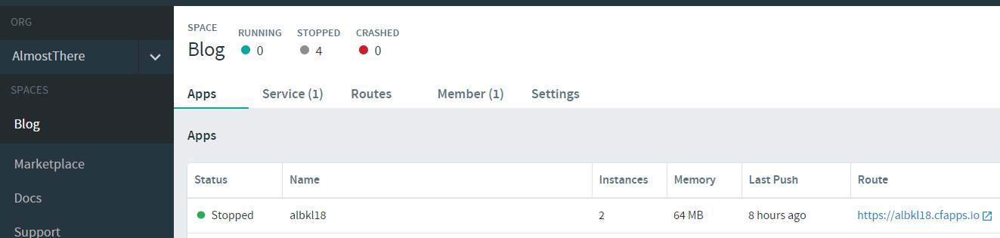 ORG
AlmostThere
SPACES
Blog
Marketplace
Docs
Support
SPACE
Blog
RUNNING
0
STOPPED
4
CRASHED
0
Apps Service (1) Routes Member (1) Settings
Apps
Status Name Instances Memory Last Push Route
Stopped albkl18 2 64 MB 8 hours ago https://albkl18.cfapps.io